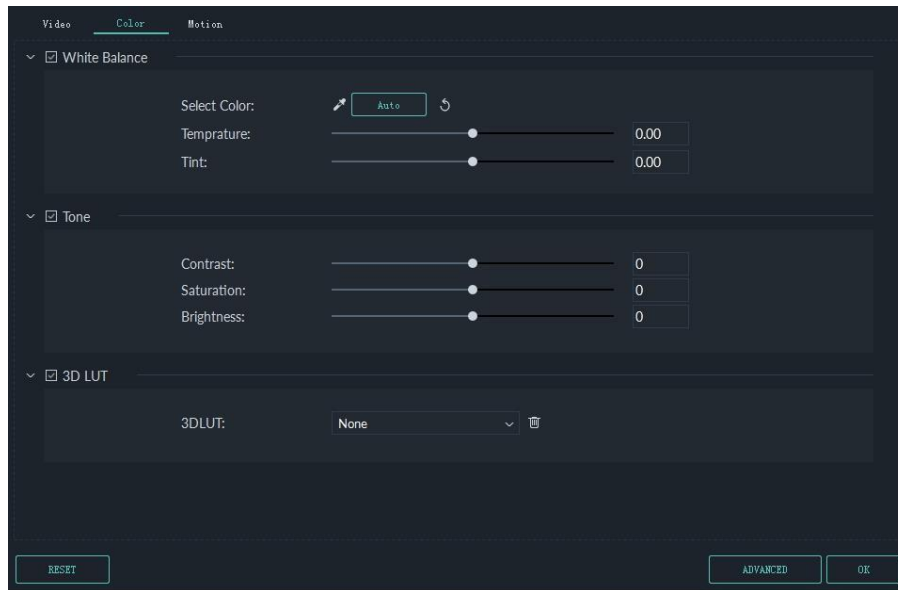 Video Color Motion
White Balance
Select Color: Auto
Temprature: 0.00
Tint: 0.00
Tone
Contrast: 0
Saturation: 0
Brightness: 0
3D LUT
3DLUT: None
RESET ADVANCED OK